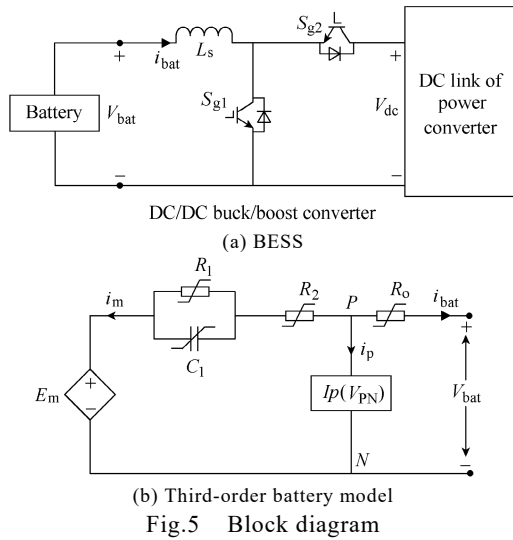 S_g2
+
i_bat
L_s
+
Battery
V_bat
S_g1
V_dc
DC link of
power
converter
−
−
DC/DC buck/boost converter
(a) BESS
R_1
i_m
R_2
P
R_o
i_bat
C_1
+
i_p
+
−
E_m
Ip(V_PN)
V_bat
N
−
(b) Third-order battery model
Fig.5 Block diagram